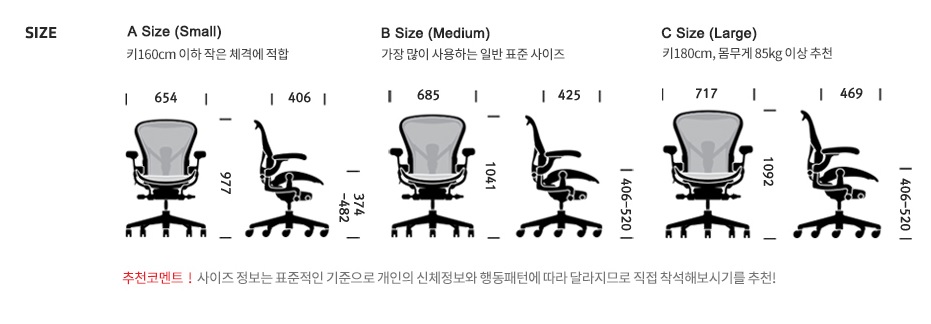 SIZE
A Size (Small)
키160cm 이하 작은 체격에 적합
654
406
977
374
-482
B Size (Medium)
가장 많이 사용하는 일반 표준 사이즈
685
425
1041
406-520
C Size (Large)
키180cm, 몸무게 85kg 이상 추천
717
469
1092
406-520
추천코멘트 ! 사이즈 정보는 표준적인 기준으로 개인의 신체정보와 행동패턴에 따라 달라지므로 직접 착석해보시기를 추천!